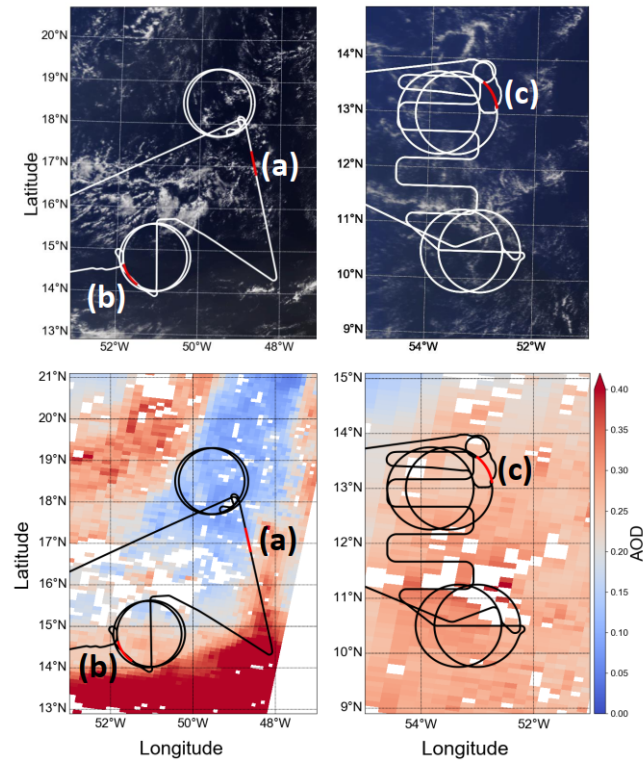 20°N
19°N
18°N
17°N
16°N
15°N
14°N
13°N
52°W
50°W
48°W
Latitude
(a)
(b)
15°N
14°N
13°N
12°N
11°N
10°N
9°N
54°W
52°W
(c)
21°N
20°N
19°N
18°N
17°N
16°N
15°N
14°N
13°N
52°W
50°W
48°W
Latitude
Longitude
(a)
(b)
15°N
14°N
13°N
12°N
11°N
10°N
9°N
54°W
52°W
Longitude
(c)
0.40
0.35
0.30
0.25
0.20
0.15
0.10
0.05
0.00
AOD